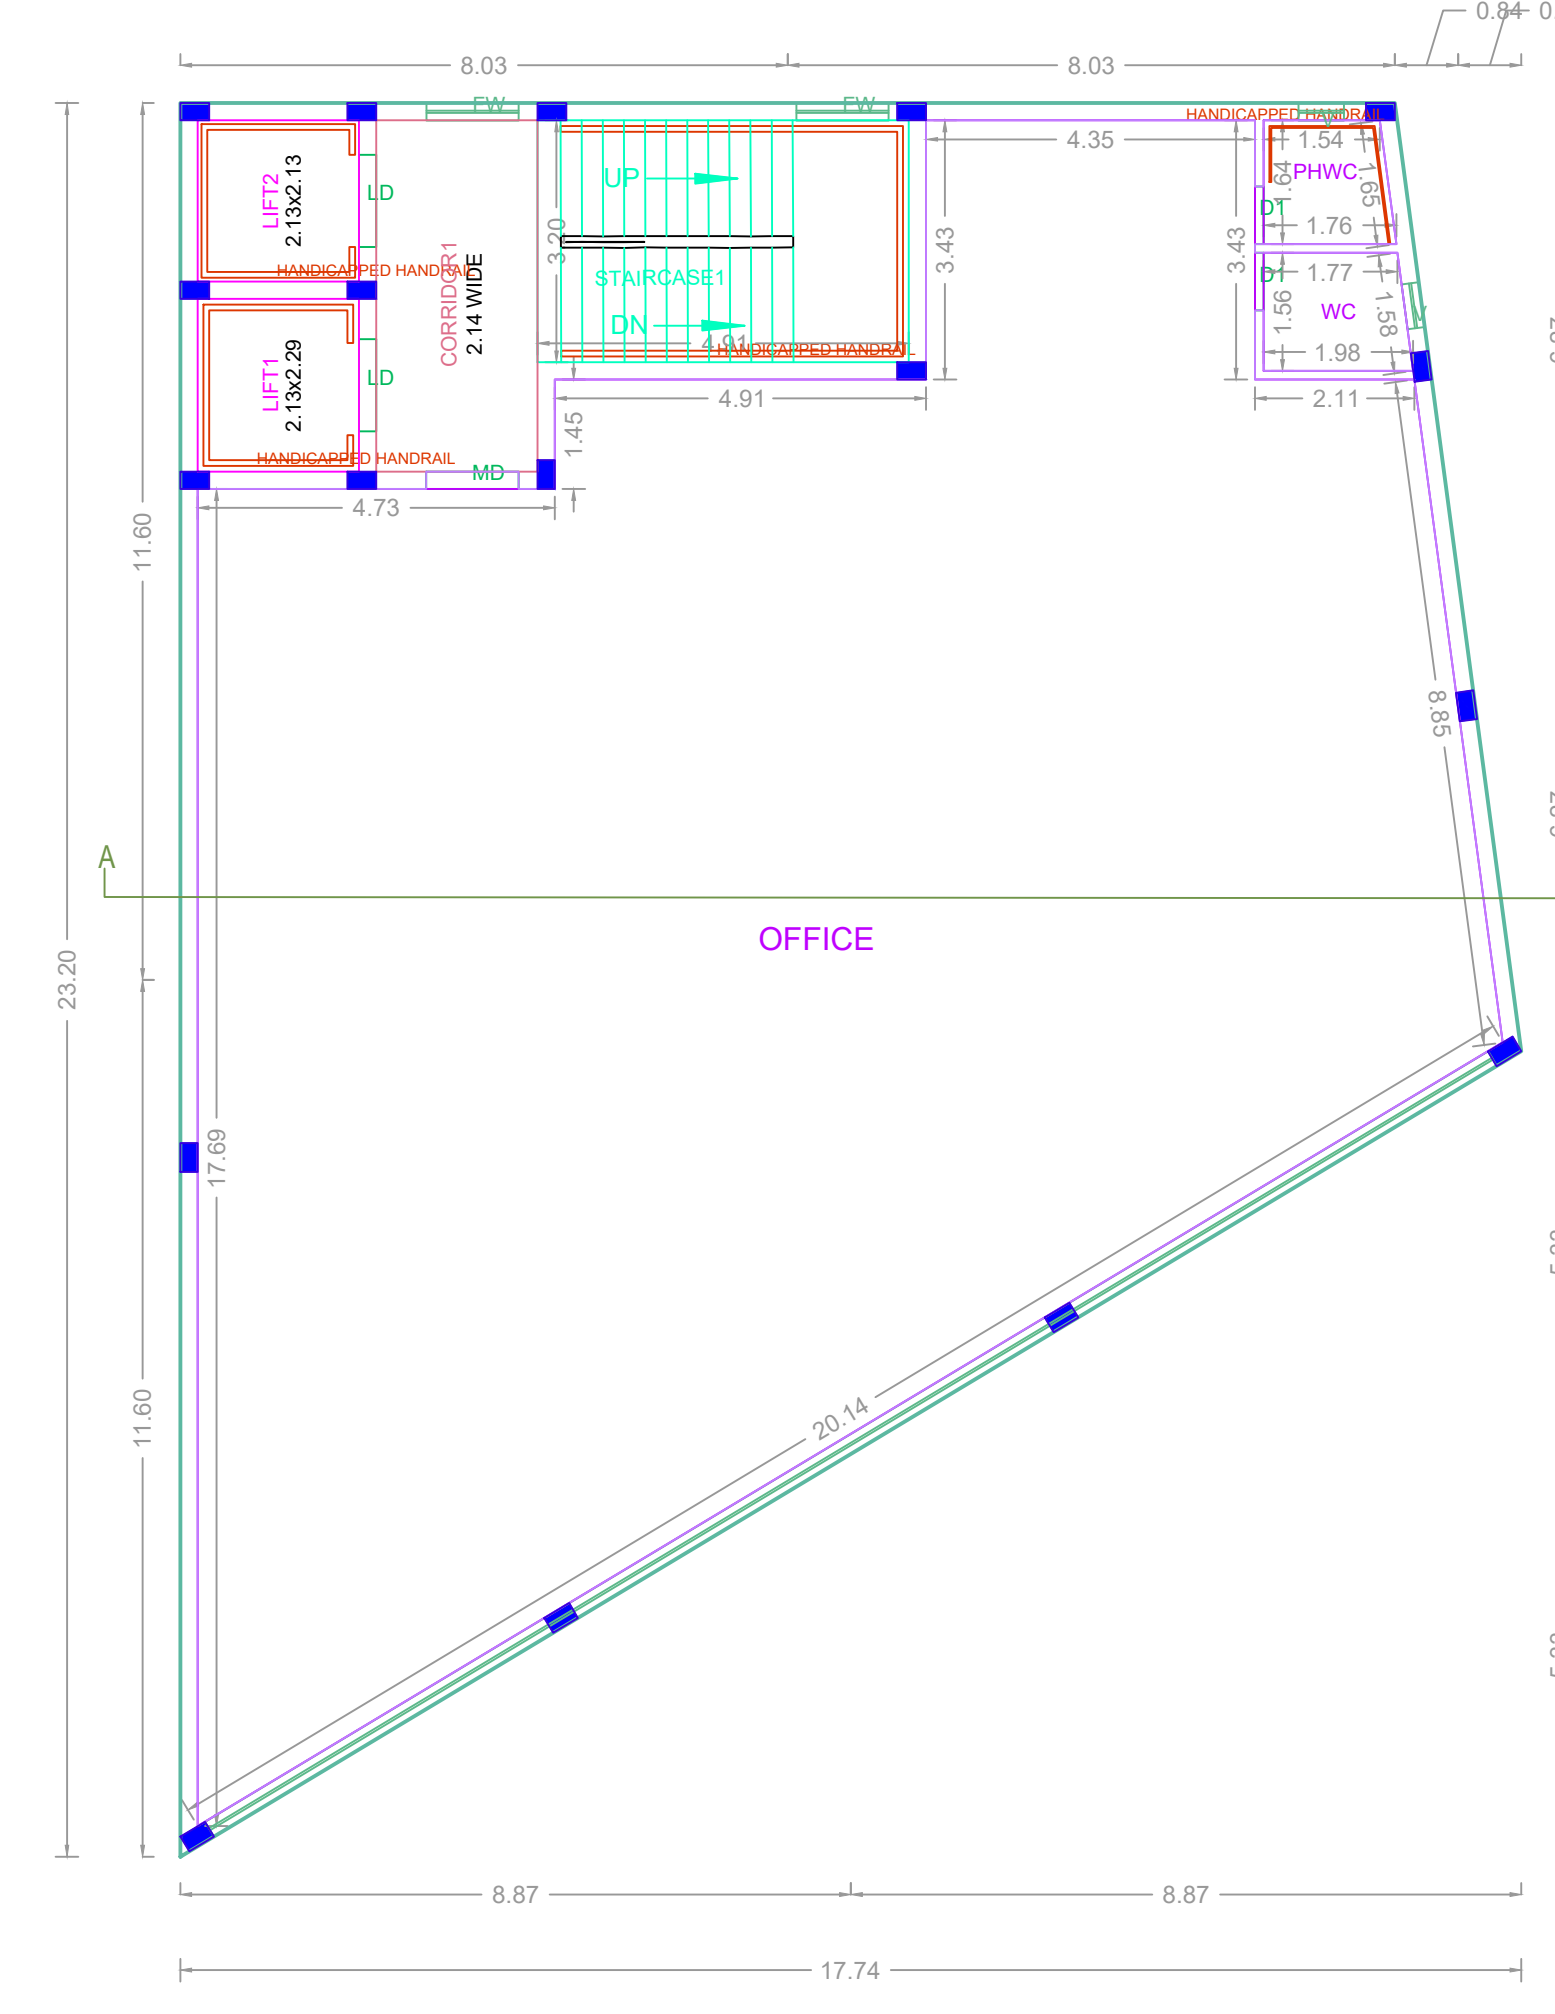 0.84
8.03
8.03
FW
FW
HANDICAPPED HANDRAIL
V
1.54
4.35
LIFT2
2.13x2.13
LD
UP
PHWC
1.64
1.65
D1
1.76
3.20
3.43
3.43
HANDICAPPED HANDRAIL
CORRIDOR1
2.14 WIDE
STAIRCASE1
D1
1.77
1.56
WC
1.58
V
DN
4.91
HANDICAPPED HANDRAIL
1.98
LIFT1
2.13x2.29
LD
4.91
2.11
1.45
HANDICAPPED HANDRAIL
MD
4.73
11.60
8.85
A
OFFICE
23.20
17.69
11.60
20.14
8.87
8.87
17.74